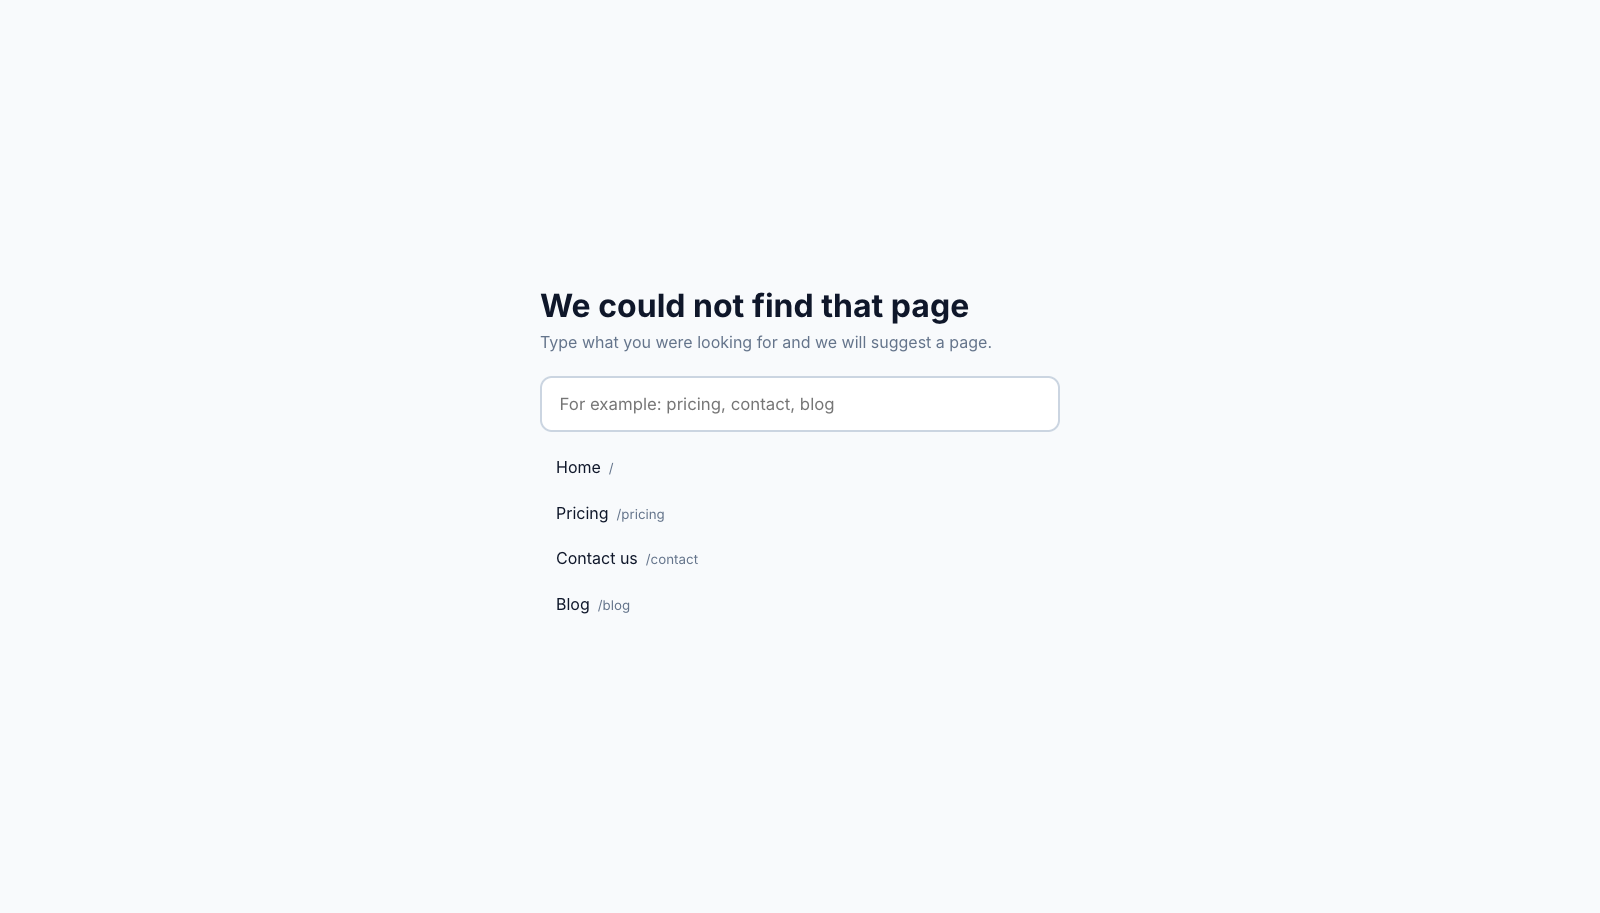 We could not find that page
Type what you were looking for and we will suggest a page.
For example: pricing, contact, blog
Home /
Pricing /pricing
Contact us /contact
Blog /blog